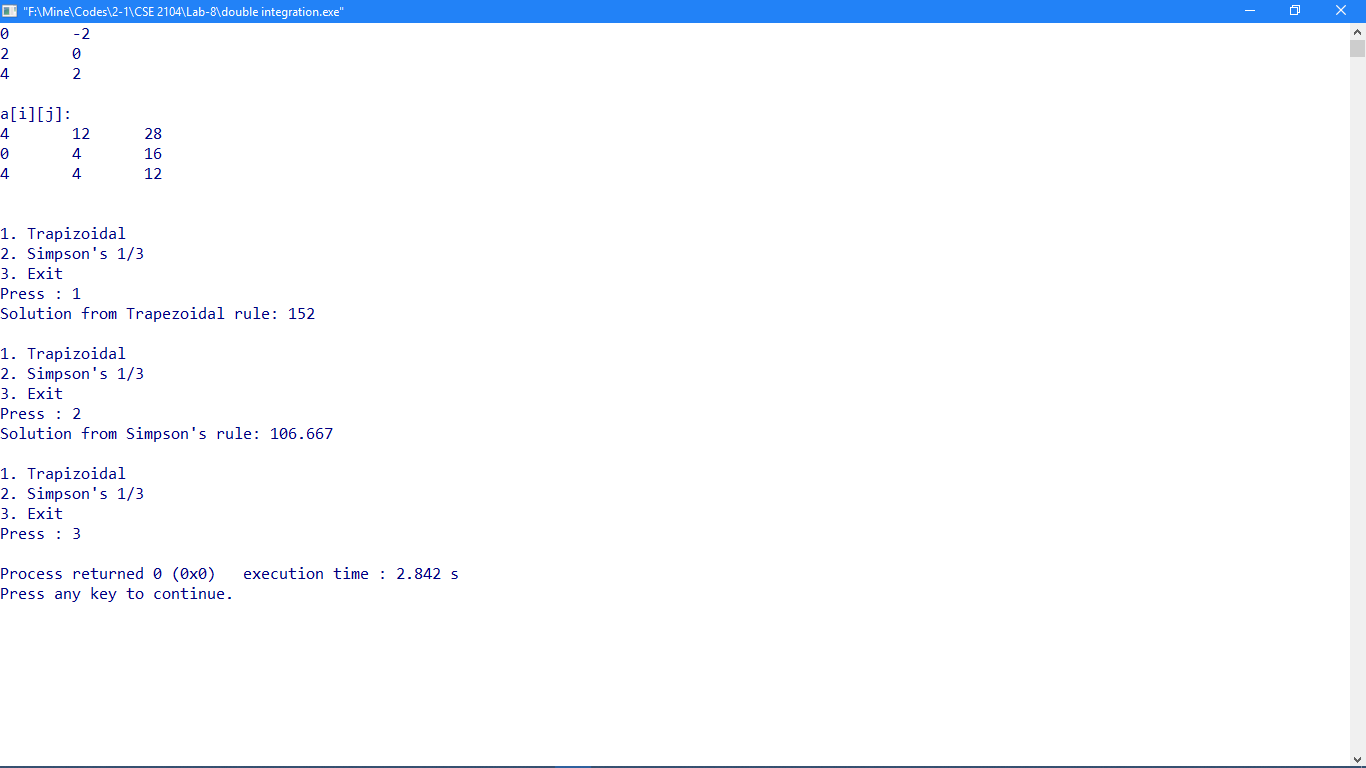 "F:\Mine\Codes\2-1\CSE 2104\Lab-8\double integration.exe"
0 -2
2 0
4 2
a[i][j]:
4 12 28
0 4 16
4 4 12
1. Trapizoidal
2. Simpson's 1/3
3. Exit
Press : 1
Solution from Trapezoidal rule: 152
1. Trapizoidal
2. Simpson's 1/3
3. Exit
Press : 2
Solution from Simpson's rule: 106.667
1. Trapizoidal
2. Simpson's 1/3
3. Exit
Press : 3
Process returned 0 (0x0)   execution time : 2.842 s
Press any key to continue.